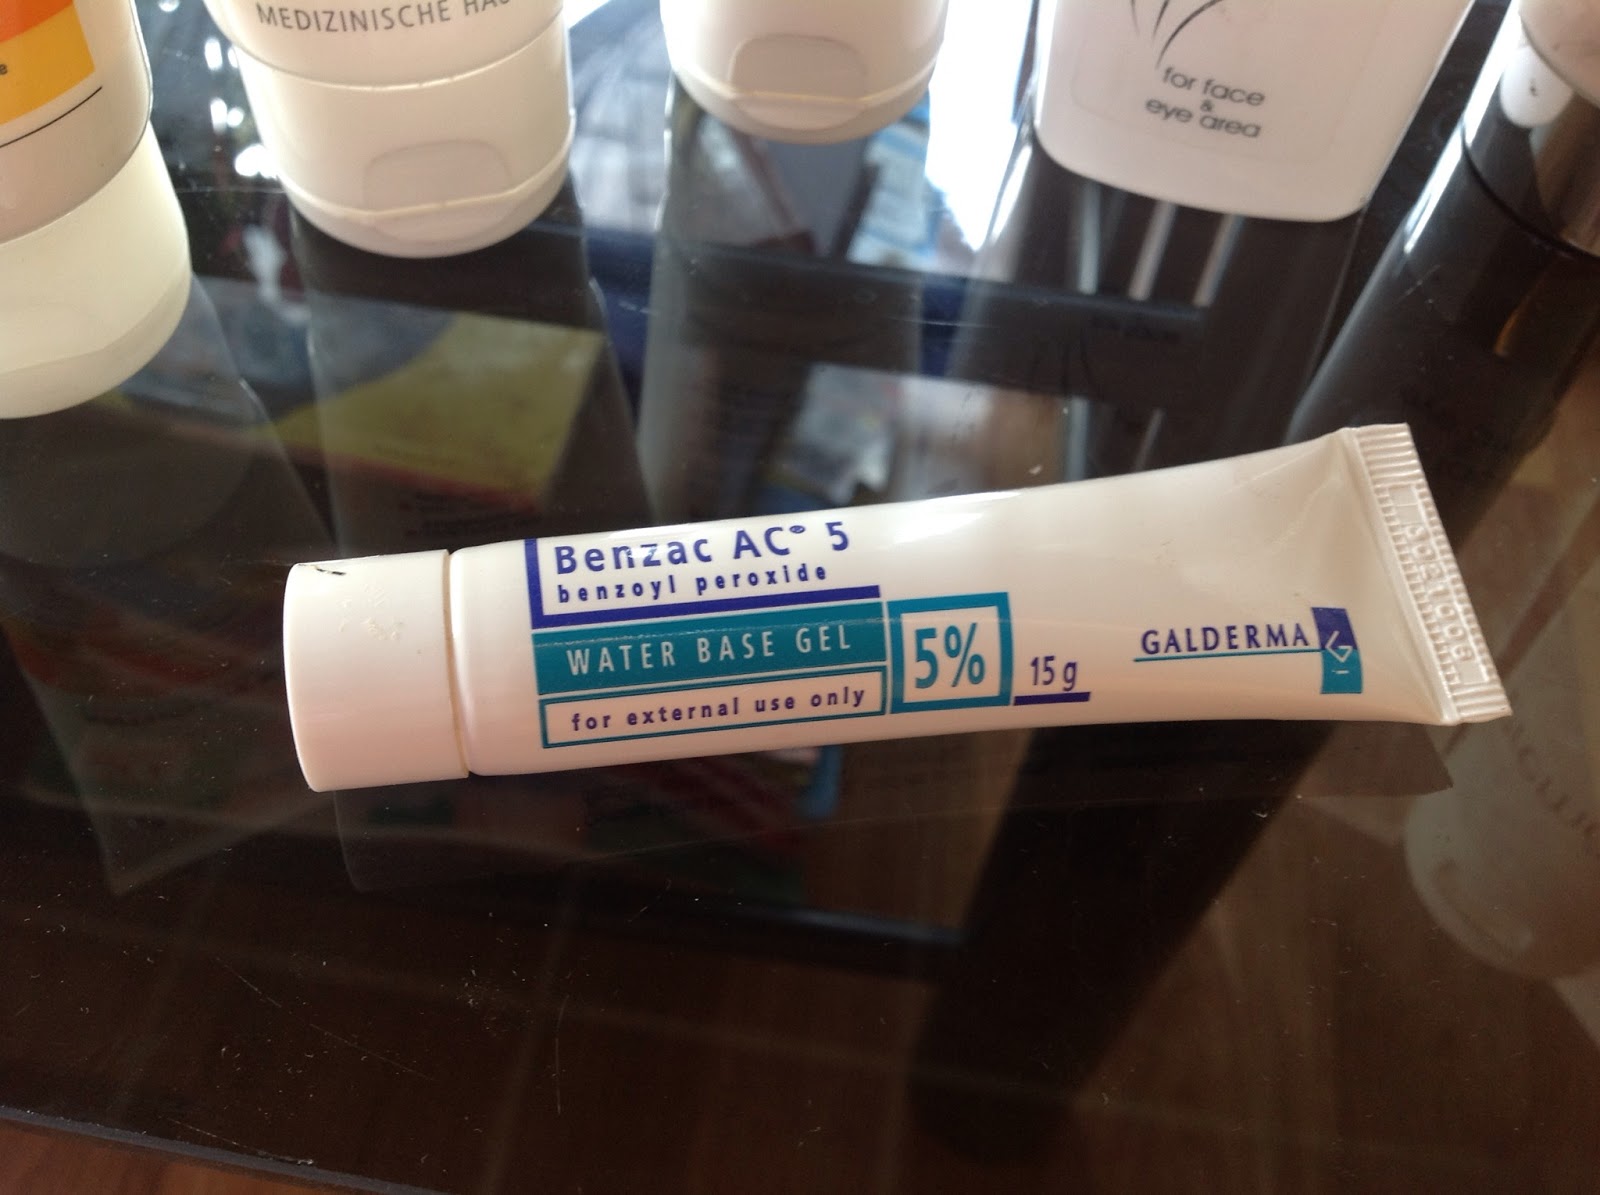 MEDIZINISCHE
for face
&
eye area
Benzac AC® 5
benzoyl peroxide
WATER BASE GEL
for external use only
5%
15 g
GALDERMA